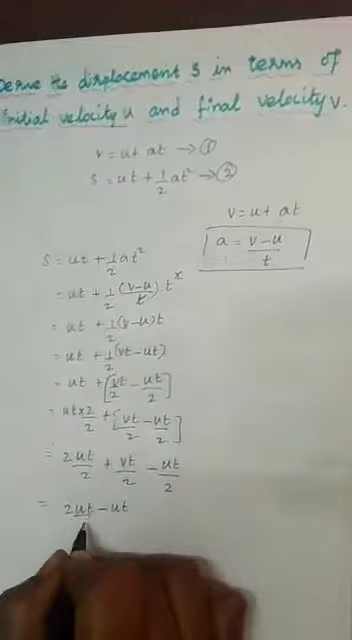 Derive the displacement S in terms of
initial velocity u and final velocity v.
v = u + at → ①
s = ut + 1/2 at² → ②
v = u + at
a = v-u/t
S = ut + 1/2 at²
= ut + 1/2 (v-u)/t t²
= ut + 1/2 (v-u)t
= ut + 1/2 (vt - ut)
= ut + [vt/2 - ut/2]
= ut×2/2 + [vt/2 - ut/2]
= 2ut/2 + vt/2 - ut/2
= 2ut - ut